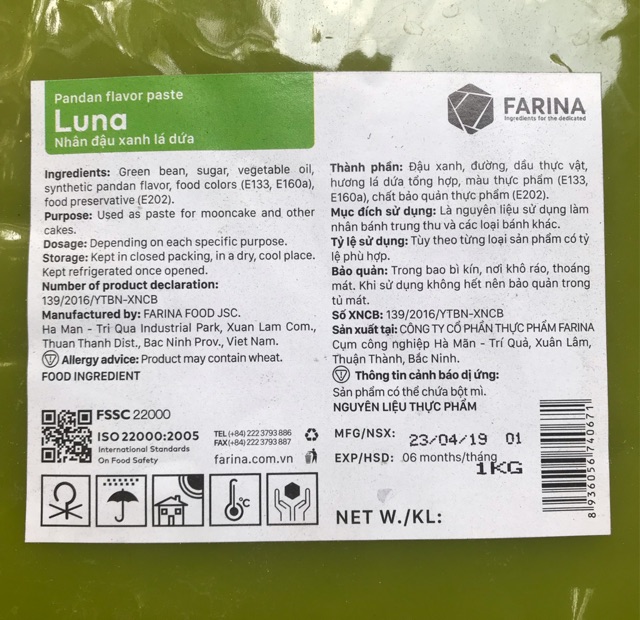 Pandan flavor paste
Luna
Nhân đậu xanh lá dứa
FARINA
Ingredients for the dedicated
Ingredients: Green bean, sugar, vegetable oil,
synthetic pandan flavor, food colors (E133, E160a),
food preservative (E202).
Purpose: Used as paste for mooncake and other
cakes.
Dosage: Depending on each specific purpose.
Storage: Kept in closed packing, in a dry, cool place.
Kept refrigerated once opened.
Number of product declaration:
139/2016/YTBN-XNCB
Manufactured by: FARINA FOOD JSC.
Ha Man - Tri Qua Industrial Park, Xuan Lam Com.,
Thuan Thanh Dist., Bac Ninh Prov., Viet Nam.
Allergy advice: Product may contain wheat.
FOOD INGREDIENT
Thành phần: Đậu xanh, đường, dầu thực vật,
hương lá dứa tổng hợp, màu thực phẩm (E133,
E160a), chất bảo quản thực phẩm (E202).
Mục đích sử dụng: Là nguyên liệu sử dụng làm
nhân bánh trung thu và các loại bánh khác.
Tỷ lệ sử dụng: Tùy theo từng loại sản phẩm có tỷ
lệ phù hợp.
Bảo quản: Trong bao bì kín, nơi khô ráo, thoáng
mát. Khi sử dụng không hết nên bảo quản trong
tủ mát.
Số XNCB: 139/2016/YTBN-XNCB
Sản xuất tại: CÔNG TY CỔ PHẦN THỰC PHẨM FARINA
Cụm công nghiệp Hà Mãn - Trí Quả, Xuân Lâm,
Thuận Thành, Bắc Ninh.
Thông tin cảnh báo dị ứng:
Sản phẩm có thể chứa bột mì.
NGUYÊN LIỆU THỰC PHẨM
FSSC 22000
ISO 22000:2005
International Standards
On Food Safety
TEL(+84) 222 3793 886
FAX(+84) 222 3793 887
farina.com.vn
°C
MFG/NSX: 23/04/19 01
EXP/HSD: .06 months/tháng
1KG
NET W./KL:
8 936056 740671